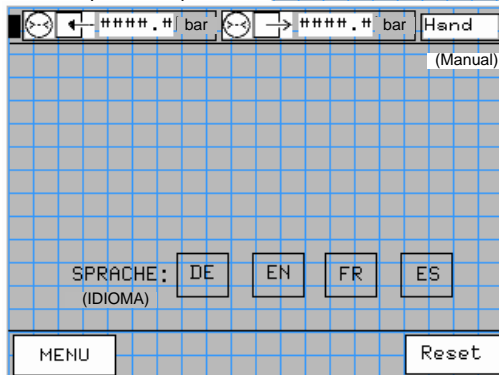 ####.# bar ####.# bar Hand
(Manual)
SPRACHE: DE EN FR ES
(IDIOMA)
MENU Reset